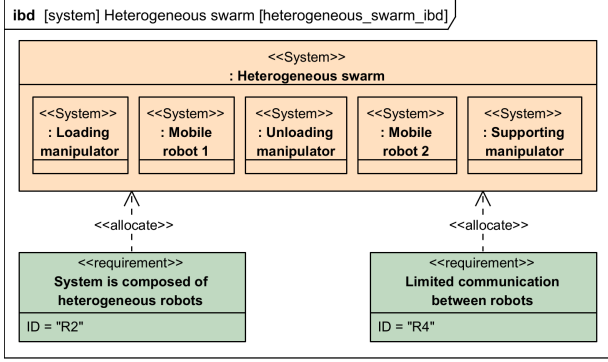 ibd [system] Heterogeneous swarm [heterogeneous_swarm_ibd]
<<System>>
: Heterogeneous swarm
<<System>>
: Loading
manipulator
<<System>>
: Mobile
robot 1
<<System>>
: Unloading
manipulator
<<System>>
: Mobile
robot 2
<<System>>
: Supporting
manipulator
<<allocate>>
<<allocate>>
<<requirement>>
System is composed of
heterogeneous robots
ID = "R2"
<<requirement>>
Limited communication
between robots
ID = "R4"